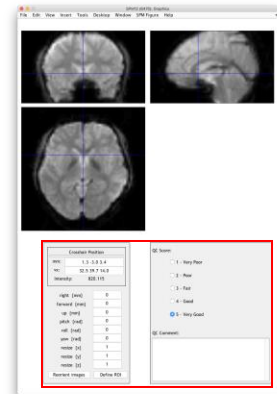 File Edit View Insert Tools Desktop Window SPM Figure Help
Crosshair Position
mm:
vx:
Intensity:
right {mm} 0
forward {mm} 0
up {mm} 0
pitch {rad} 0
roll {rad} 0
yaw {rad} 0
resize {x} 1
resize {y} 1
resize {z} 1
Reorient images Define ROI
Score:
1 - Very Poor
2 - Poor
3 - Fair
4 - Good
5 - Very Good
Comment: